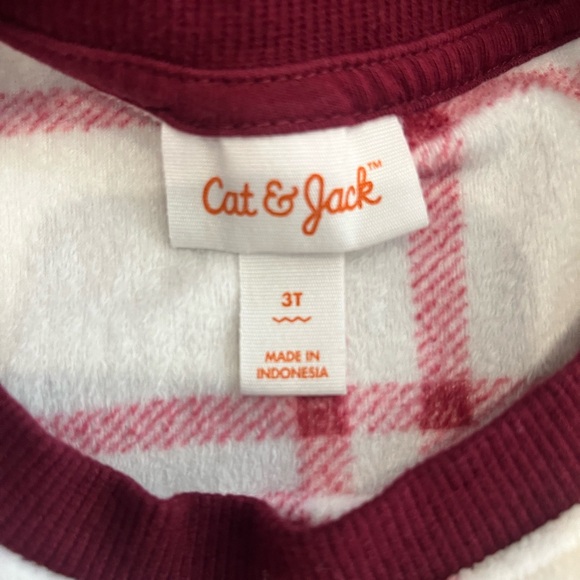 Cat & Jack™
3T
MADE IN
INDONESIA